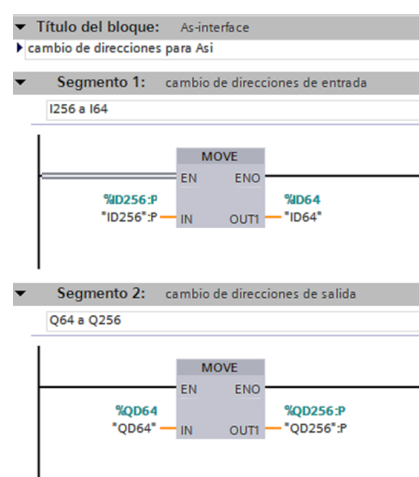 Título del bloque: As-interface
cambio de direcciones para Asi
Segmento 1: cambio de direcciones de entrada
I256 a I64
MOVE
EN ENO
%ID256:P %ID64
"ID256":P IN OUT1 "ID64"
Segmento 2: cambio de direcciones de salida
Q64 a Q256
MOVE
EN ENO
%QD64 %QD256:P
"QD64" IN OUT1 "QD256":P